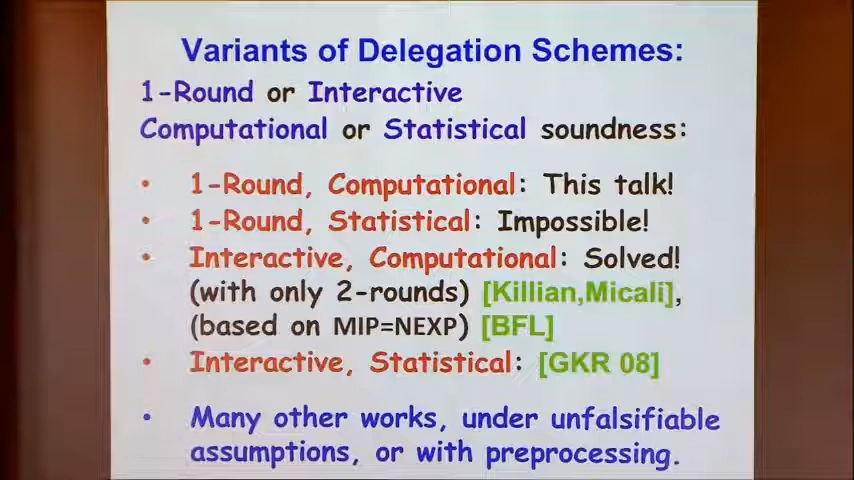 Variants of Delegation Schemes:
1-Round or Interactive
Computational or Statistical soundness:
• 1-Round, Computational: This talk!
• 1-Round, Statistical: Impossible!
• Interactive, Computational: Solved!
(with only 2-rounds) [Killian,Micali],
(based on MIP=NEXP) [BFL]
• Interactive, Statistical: [GKR 08]
• Many other works, under unfalsifiable
assumptions, or with preprocessing.